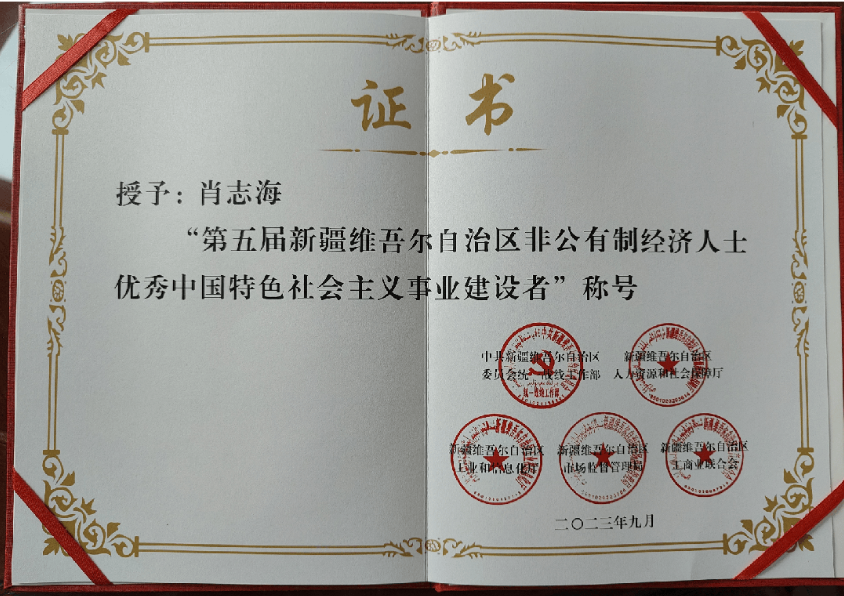 证书
授予：肖志海
“第五届新疆维吾尔自治区非公有制经济人士
优秀中国特色社会主义事业建设者”称号
中共新疆维吾尔自治区 新疆维吾尔自治区
委员会统一战线工作部 人力资源和社会保障厅
新疆维吾尔自治区 新疆维吾尔自治区 新疆维吾尔自治区
工业和信息化厅 市场监督管理局 工商业联合会
二〇二三年九月